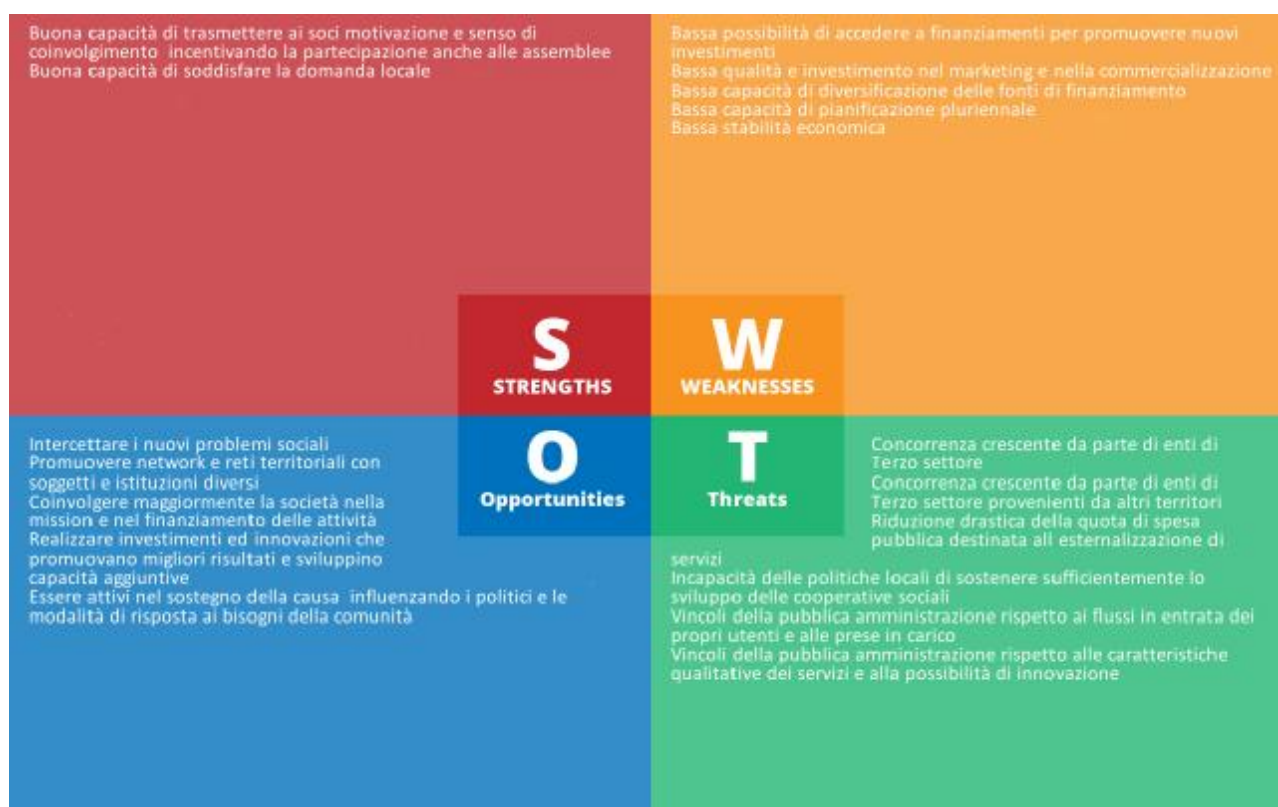 Buona capacità di trasmettere ai soci motivazione e senso di
coinvolgimento incentivando la partecipazione anche alle assemblee
Buona capacità di soddisfare la domanda locale
Bassa possibilità di accedere a finanziamenti per promuovere nuovi
investimenti
Bassa qualità e investimento nel marketing e nella commercializzazione
Bassa capacità di diversificazione delle fonti di finanziamento
Bassa capacità di pianificazione pluriennale
Bassa stabilità economica
S
STRENGTHS
W
WEAKNESSES
Intercettare i nuovi problemi sociali
Promuovere network e reti territoriali con
soggetti e istituzioni diversi
Coinvolgere maggiormente la società nella
mission e nel finanziamento delle attività
Realizzare investimenti ed innovazioni che
promuovano migliori risultati e sviluppino
capacità aggiuntive
Essere attivi nel sostegno della causa influenzando i politici e le
modalità di risposta ai bisogni della comunità
O
Opportunities
T
Threats
Concorrenza crescente da parte di enti di
Terzo settore
Concorrenza crescente da parte di enti di
Terzo settore provenienti da altri territori
Riduzione drastica della quota di spesa
pubblica destinata all esternalizzazione di
servizi
Incapacità delle politiche locali di sostenere sufficientemente lo
sviluppo delle cooperative sociali
Vincoli della pubblica amministrazione rispetto ai flussi in entrata dei
propri utenti e alle prese in carico
Vincoli della pubblica amministrazione rispetto alle caratteristiche
qualitative dei servizi e alla possibilità di innovazione